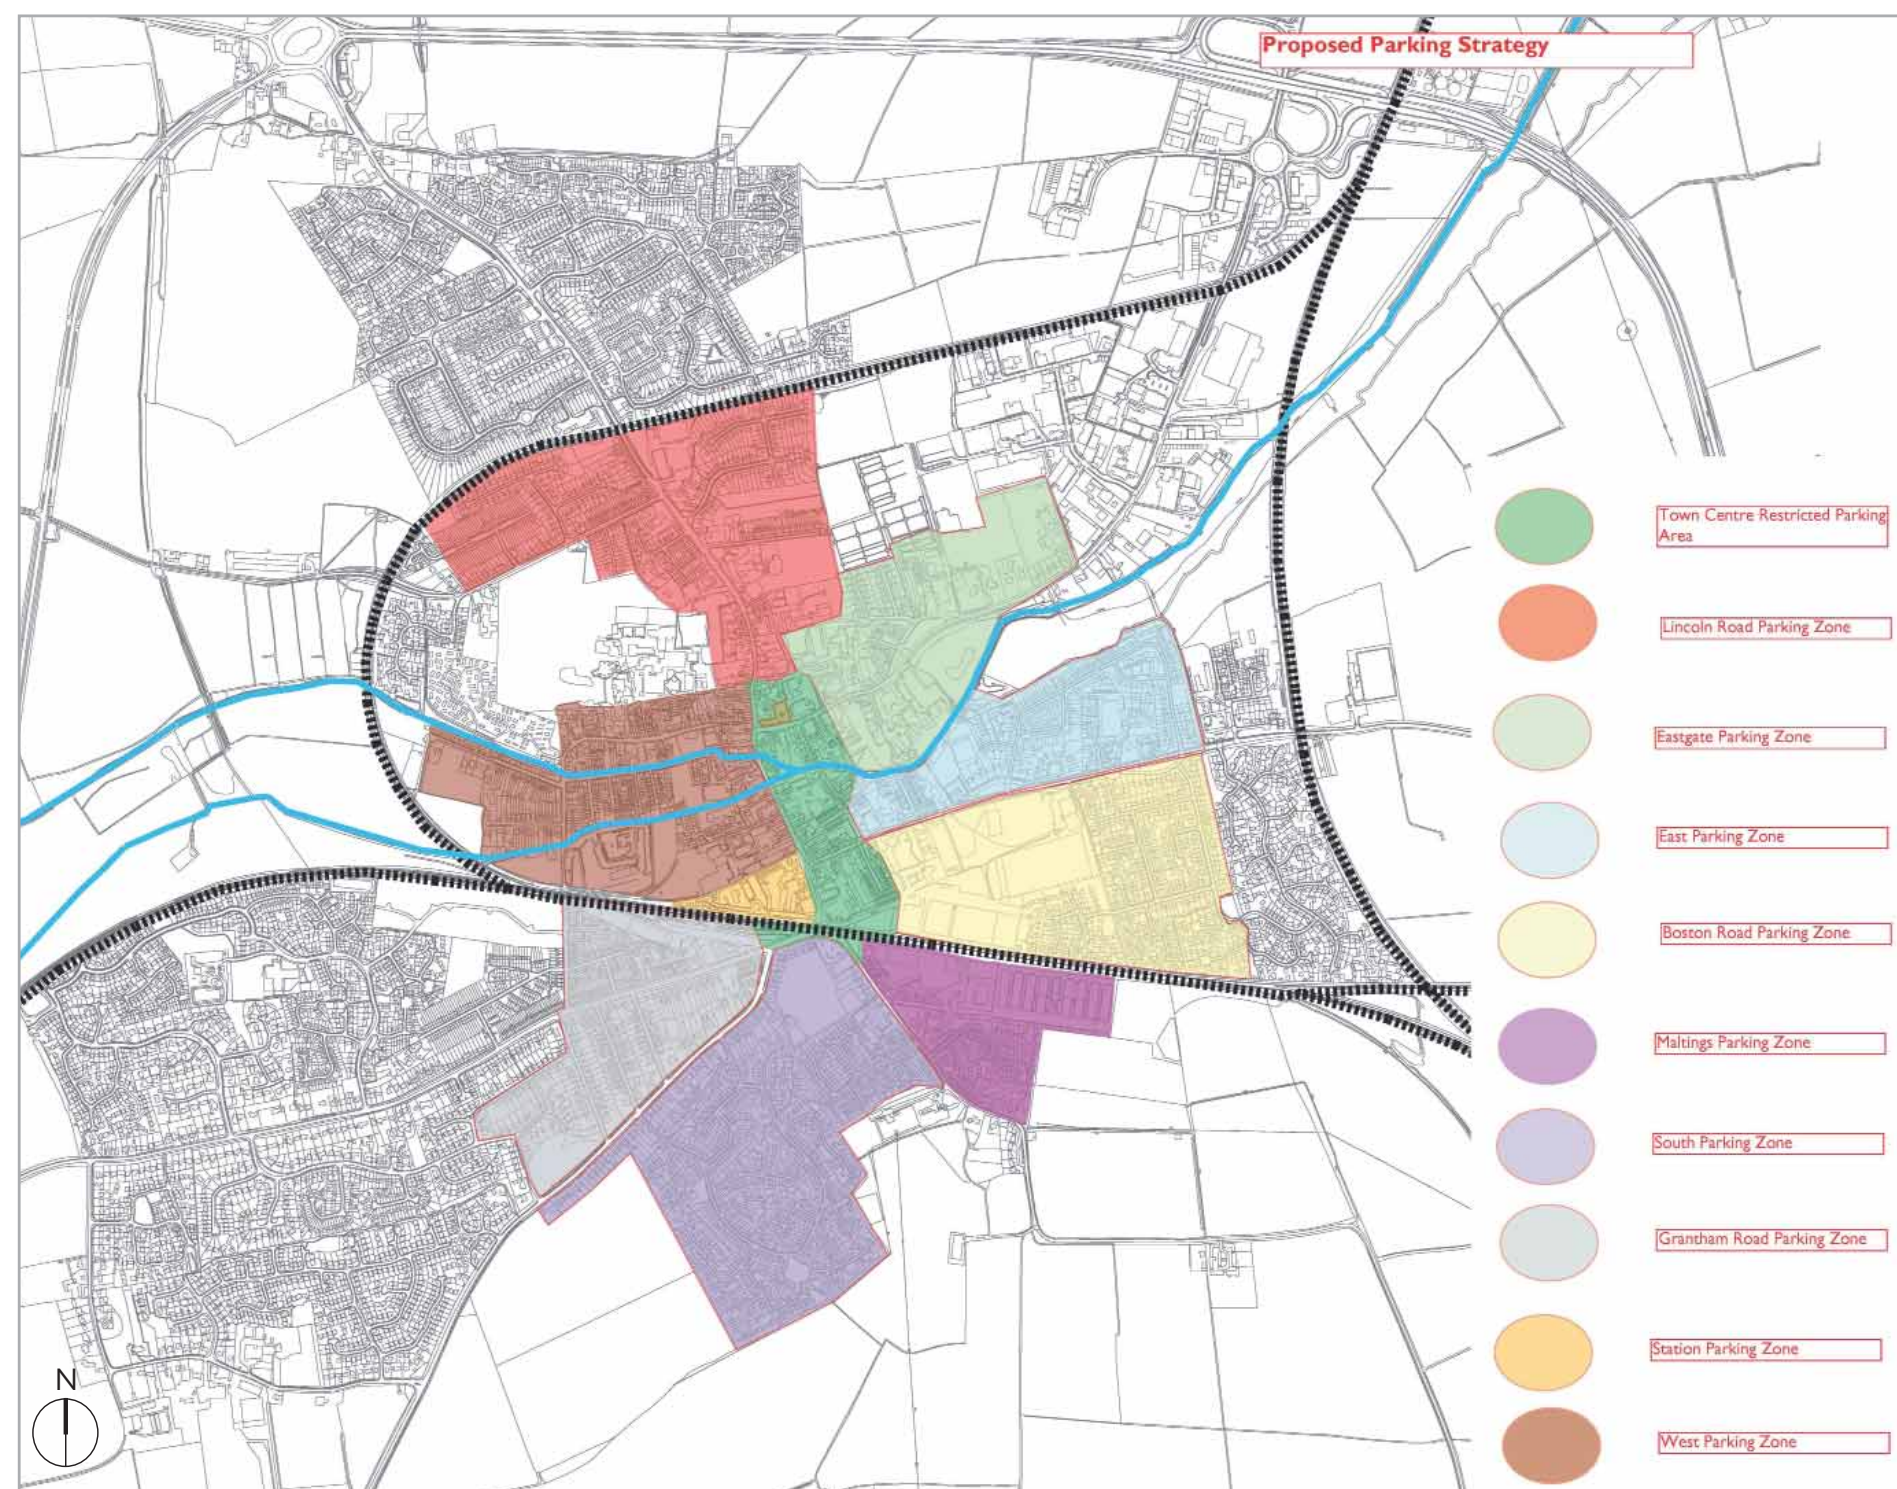 Proposed Parking Strategy
Town Centre Restricted Parking
Area
Lincoln Road Parking Zone
Eastgate Parking Zone
East Parking Zone
Boston Road Parking Zone
Maltings Parking Zone
South Parking Zone
Grantham Road Parking Zone
Station Parking Zone
West Parking Zone
N